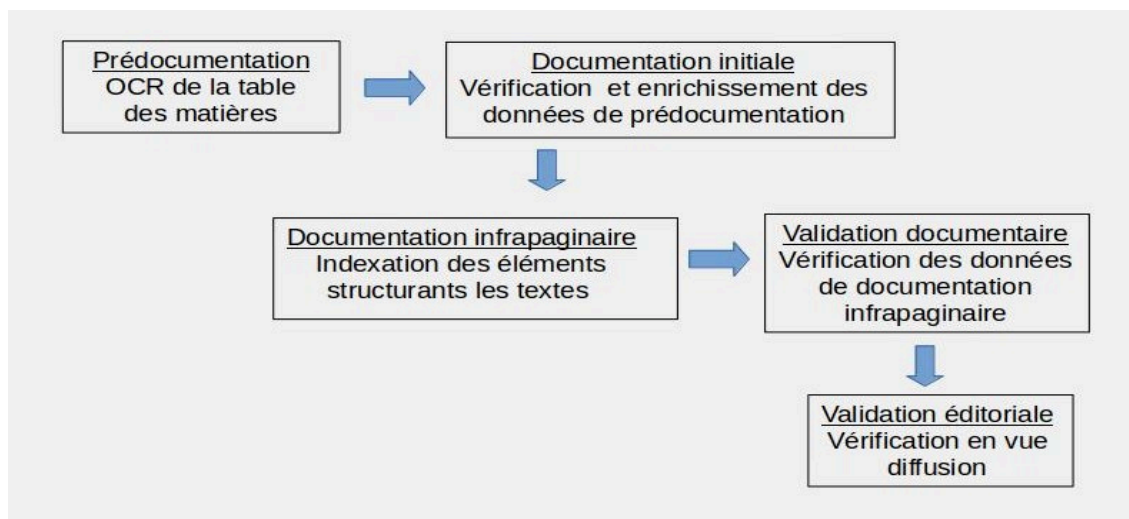 Prédocumentation
OCR de la table
des matières
Documentation initiale
Vérification et enrichissement des
données de prédocumentation
Documentation infrapaginaire
Indexation des éléments
structurants les textes
Validation documentaire
Vérification des données
de documentation
infrapaginaire
Validation éditoriale
Vérification en vue
diffusion